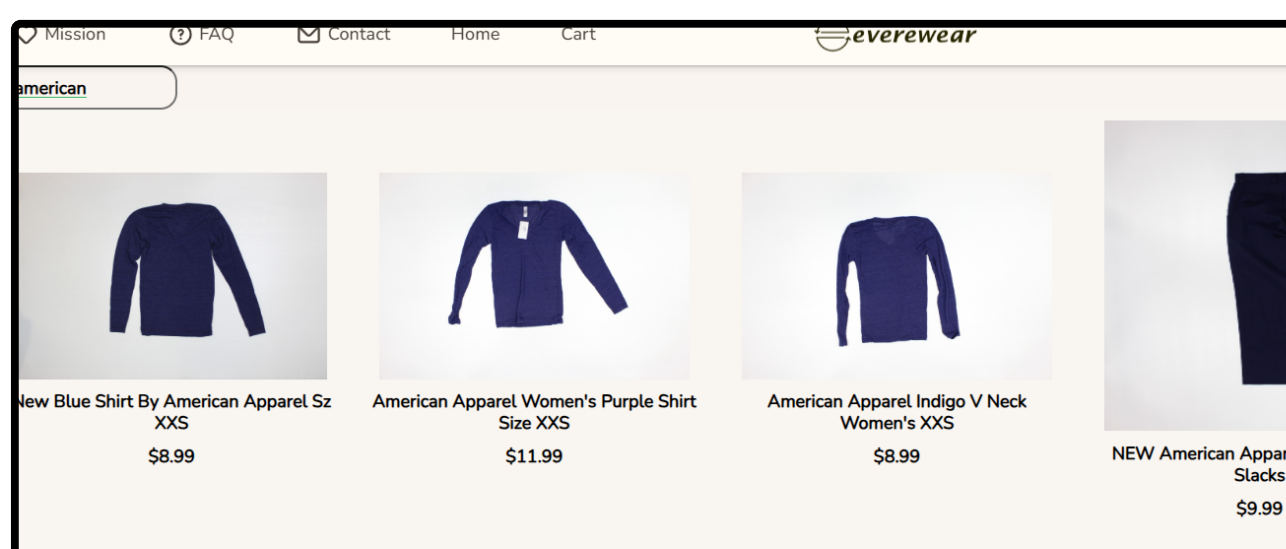 Mission FAQ Contact Home Cart everewear
american
New Blue Shirt By American Apparel Sz
XXS
$8.99
American Apparel Women's Purple Shirt
Size XXS
$11.99
American Apparel Indigo V Neck
Women's XXS
$8.99
NEW American Appar
Slacks
$9.99